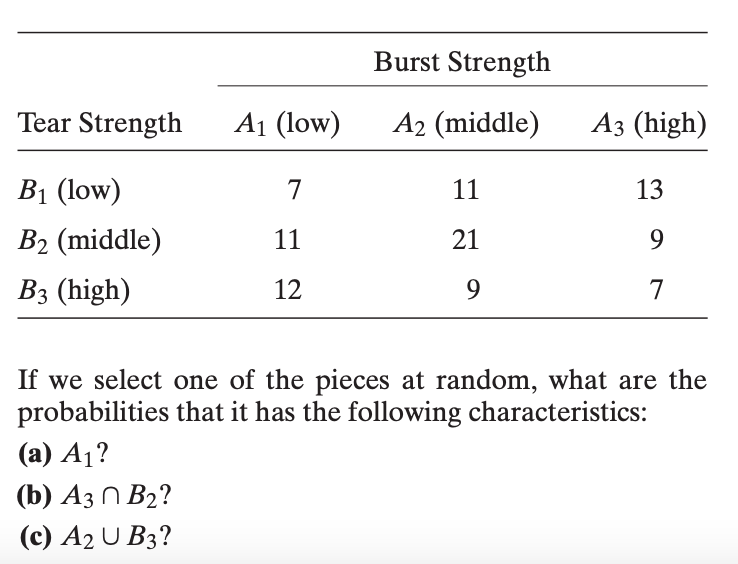 Burst Strength
Tear Strength A₁ (low) A₂ (middle) A₃ (high)
B₁ (low) 7 11 13
B₂ (middle) 11 21 9
B₃ (high) 12 9 7
If we select one of the pieces at random, what are the
probabilities that it has the following characteristics:
(a) A₁?
(b) A₃ ∩ B₂?
(c) A₂ ∪ B₃?